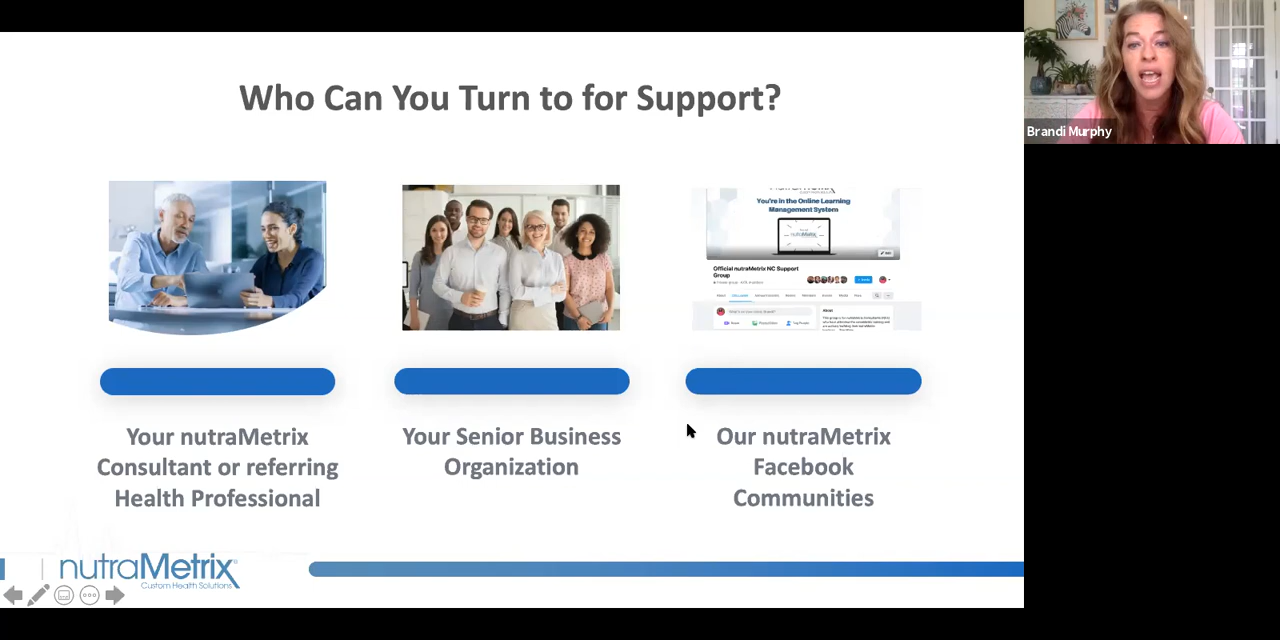 Who Can You Turn to for Support?
Brandi Murphy
You're in the Online Learning
Management System
nutraMetrix
Official nutraMetrix NC Support
Group
Your nutraMetrix
Consultant or referring
Health Professional
Your Senior Business
Organization
Our nutraMetrix
Facebook
Communities
nutraMetrix
Custom Health Solutions